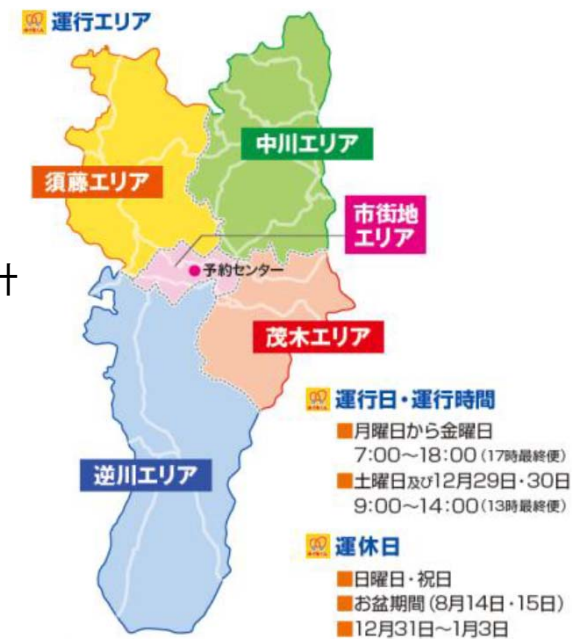 運行エリア
中川エリア
須藤エリア
市街地
エリア
予約センター
茂木エリア
逆川エリア
運行日・運行時間
■月曜日から金曜日
7:00～18:00(17時最終便)
■土曜日及び12月29日・30日
9:00～14:00(13時最終便)
運休日
■日曜日・祝日
■お盆期間(8月14日・15日)
■12月31日～1月3日